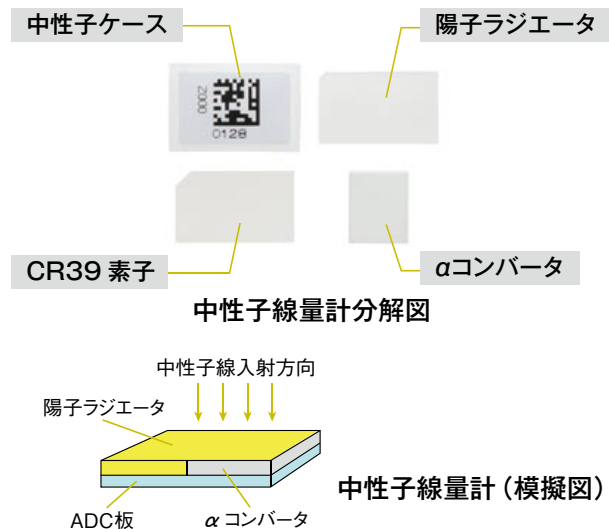 中性子ケース
陽子ラジエータ
0002
0128
CR39 素子
αコンバータ
中性子線量計分解図
中性子線入射方向
陽子ラジエータ
中性子線量計（模擬図）
ADC板
α コンバータ